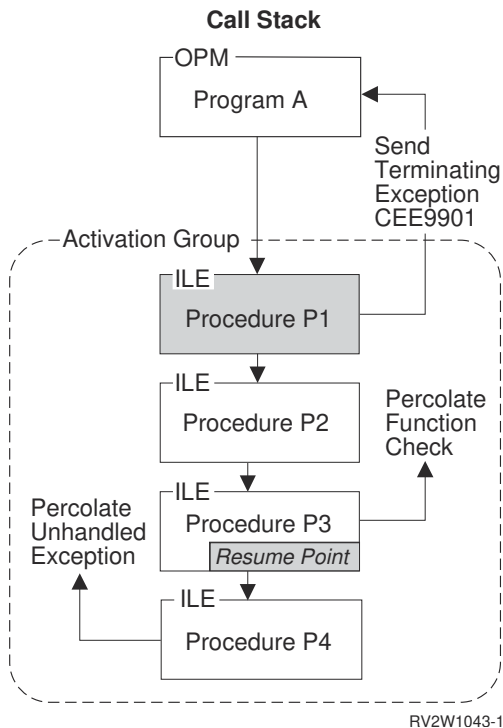 Call Stack
OPM
Program A
Send
Terminating
Exception
CEE9901
Activation Group
ILE
Procedure P1
ILE
Procedure P2
Percolate
Function
Check
ILE
Procedure P3
Resume Point
Percolate
Unhandled
Exception
ILE
Procedure P4
RV2W1043-1